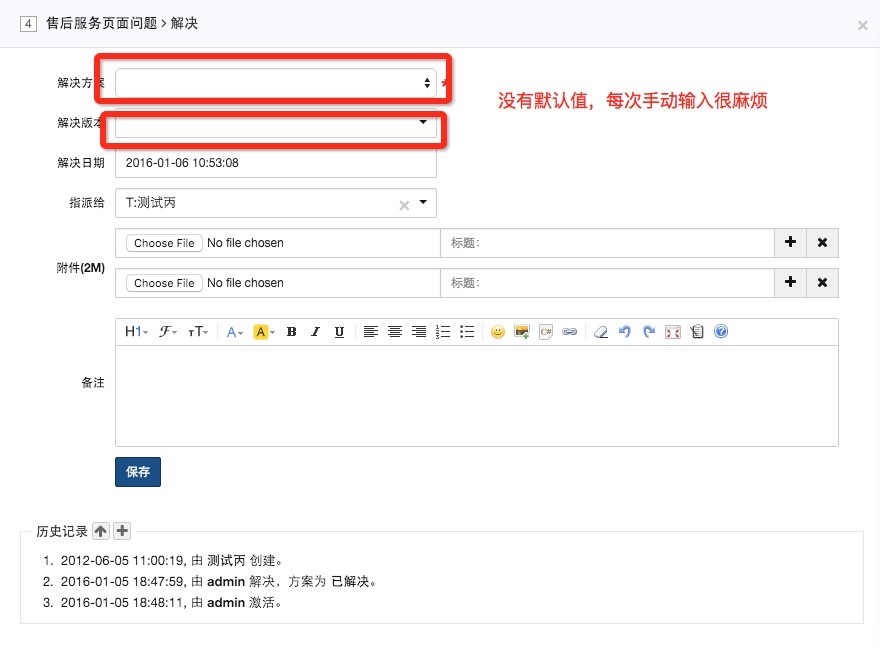 4 售后服务页面问题 > 解决 ×
解决方案 *
没有默认值，每次手动输入很麻烦
解决版本
解决日期 2016-01-06 10:53:08
指派给 T:测试丙
附件(2M)
Choose File No file chosen 标题：
Choose File No file chosen 标题：
H1 F TT A A B I U C#
备注
保存
历史记录
1. 2012-06-05 11:00:19, 由 测试丙 创建。
2. 2016-01-05 18:47:59, 由 admin 解决，方案为 已解决。
3. 2016-01-05 18:48:11, 由 admin 激活。